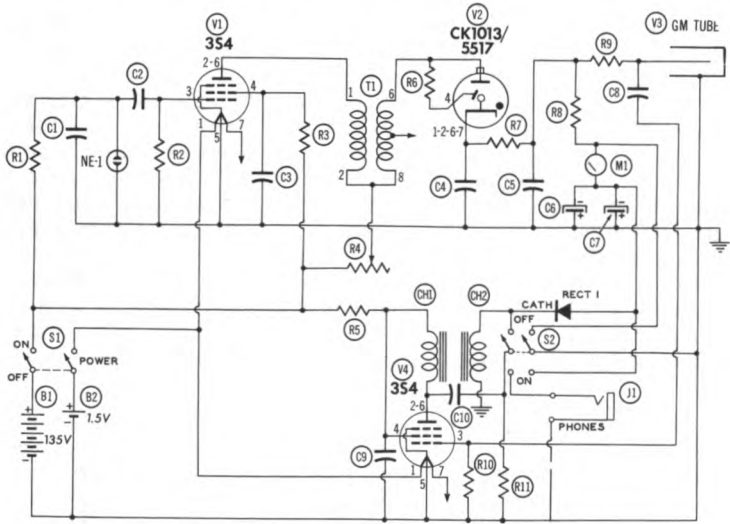 V1
3S4
V2
CK1013/
5517
V3 GM TUBE
R9
2-6
C2
3
4
T1
1
6
R6
4
R8
C8
C1
NE-1
R1
R2
1
5
7
R3
1-2-6-7
R7
M1
C3
2
8
C4
C5
C6
C7
R4
R5
CH1
CH2
CATH
RECT 1
OFF
S2
ON
S1
POWER
OFF
ON
V4
3S4
2-6
C10
J1
PHONES
B1
B2
1.5V
135V
4
3
C9
1
5
7
R10
R11